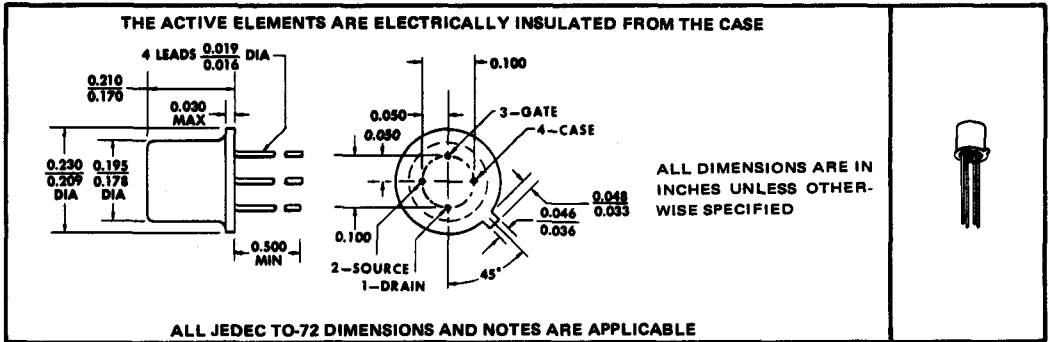 THE ACTIVE ELEMENTS ARE ELECTRICALLY INSULATED FROM THE CASE
4 LEADS 0.019 DIA
0.016
0.210
0.170
0.030
MAX
0.230
0.209
DIA
0.195
0.178
DIA
0.500
MIN
0.100
0.050
0.050
3–GATE
4–CASE
0.048
0.033
0.046
0.036
0.100
2–SOURCE
1–DRAIN
45°
ALL DIMENSIONS ARE IN
INCHES UNLESS OTHER-
WISE SPECIFIED
ALL JEDEC TO-72 DIMENSIONS AND NOTES ARE APPLICABLE